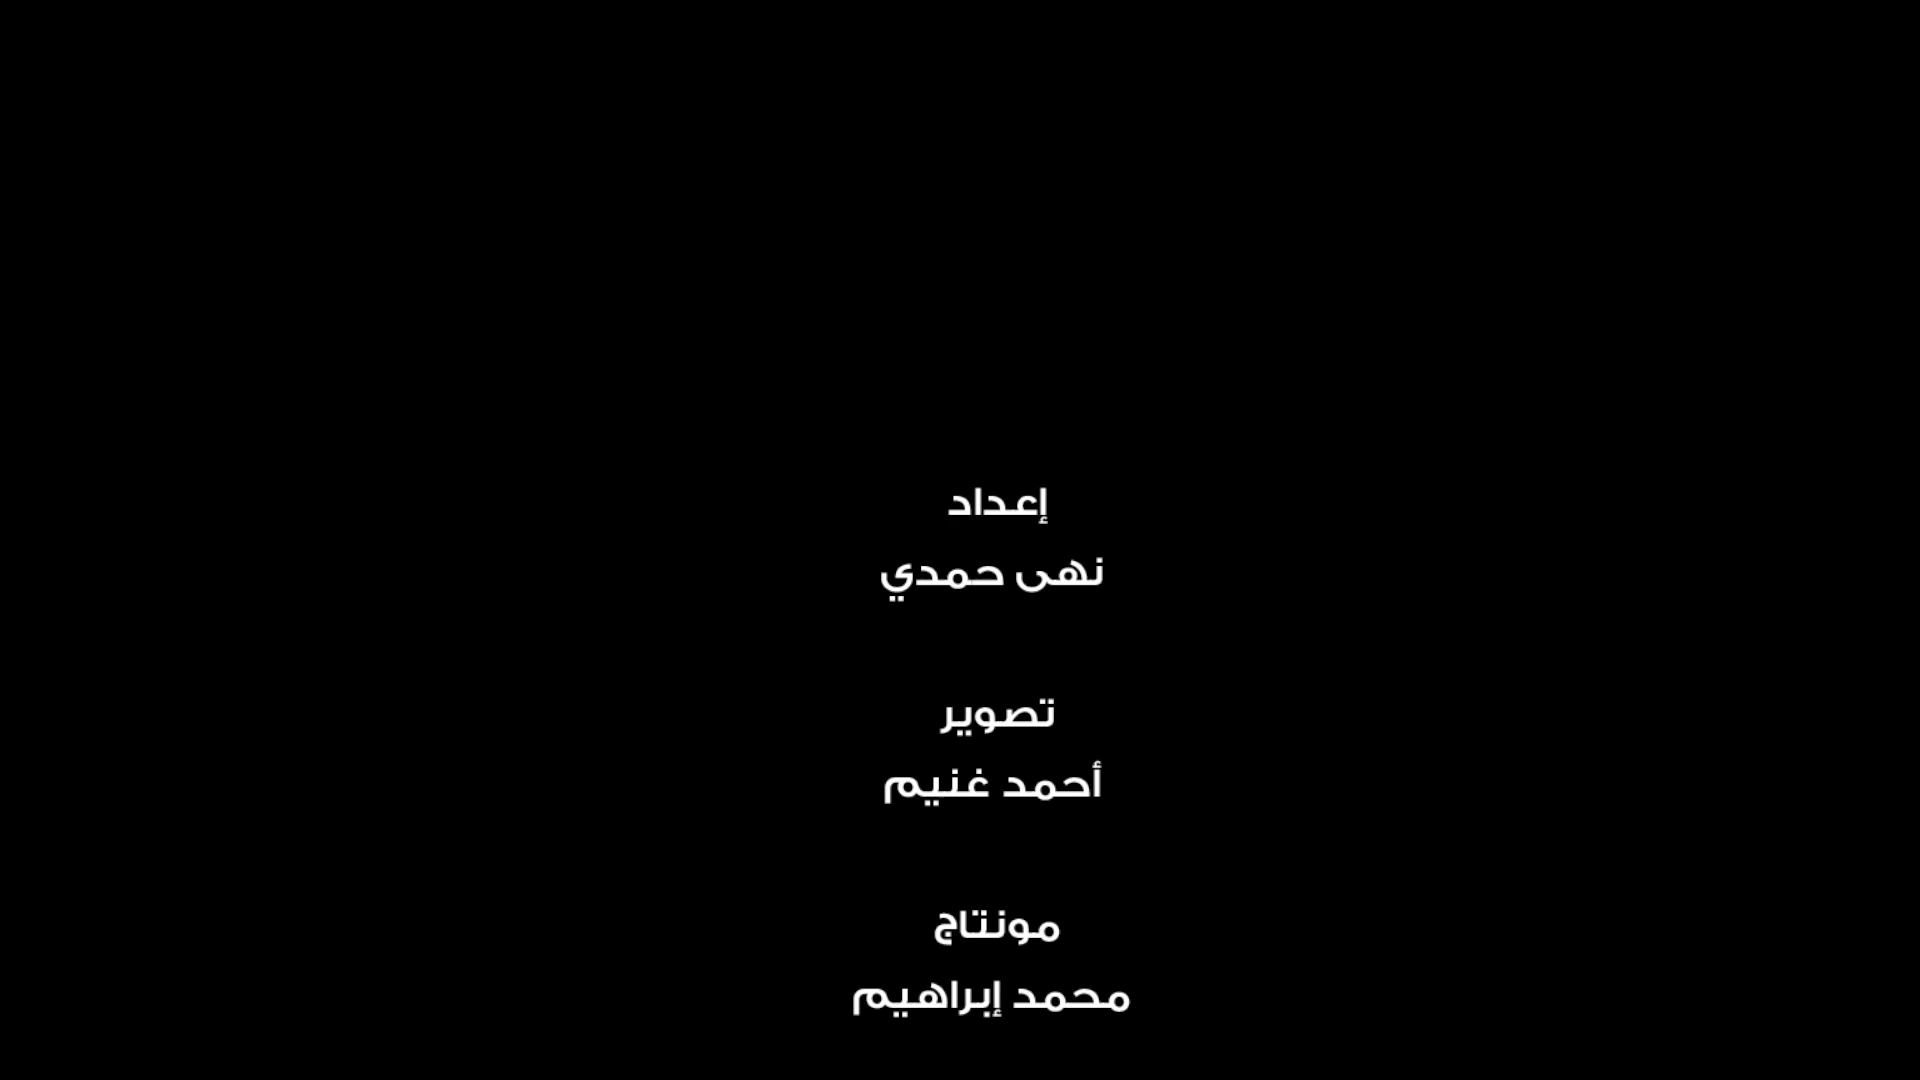 إعداد
نهى حمدي
تصوير
أحمد غنيم
مونتاج
محمد إبراهيم